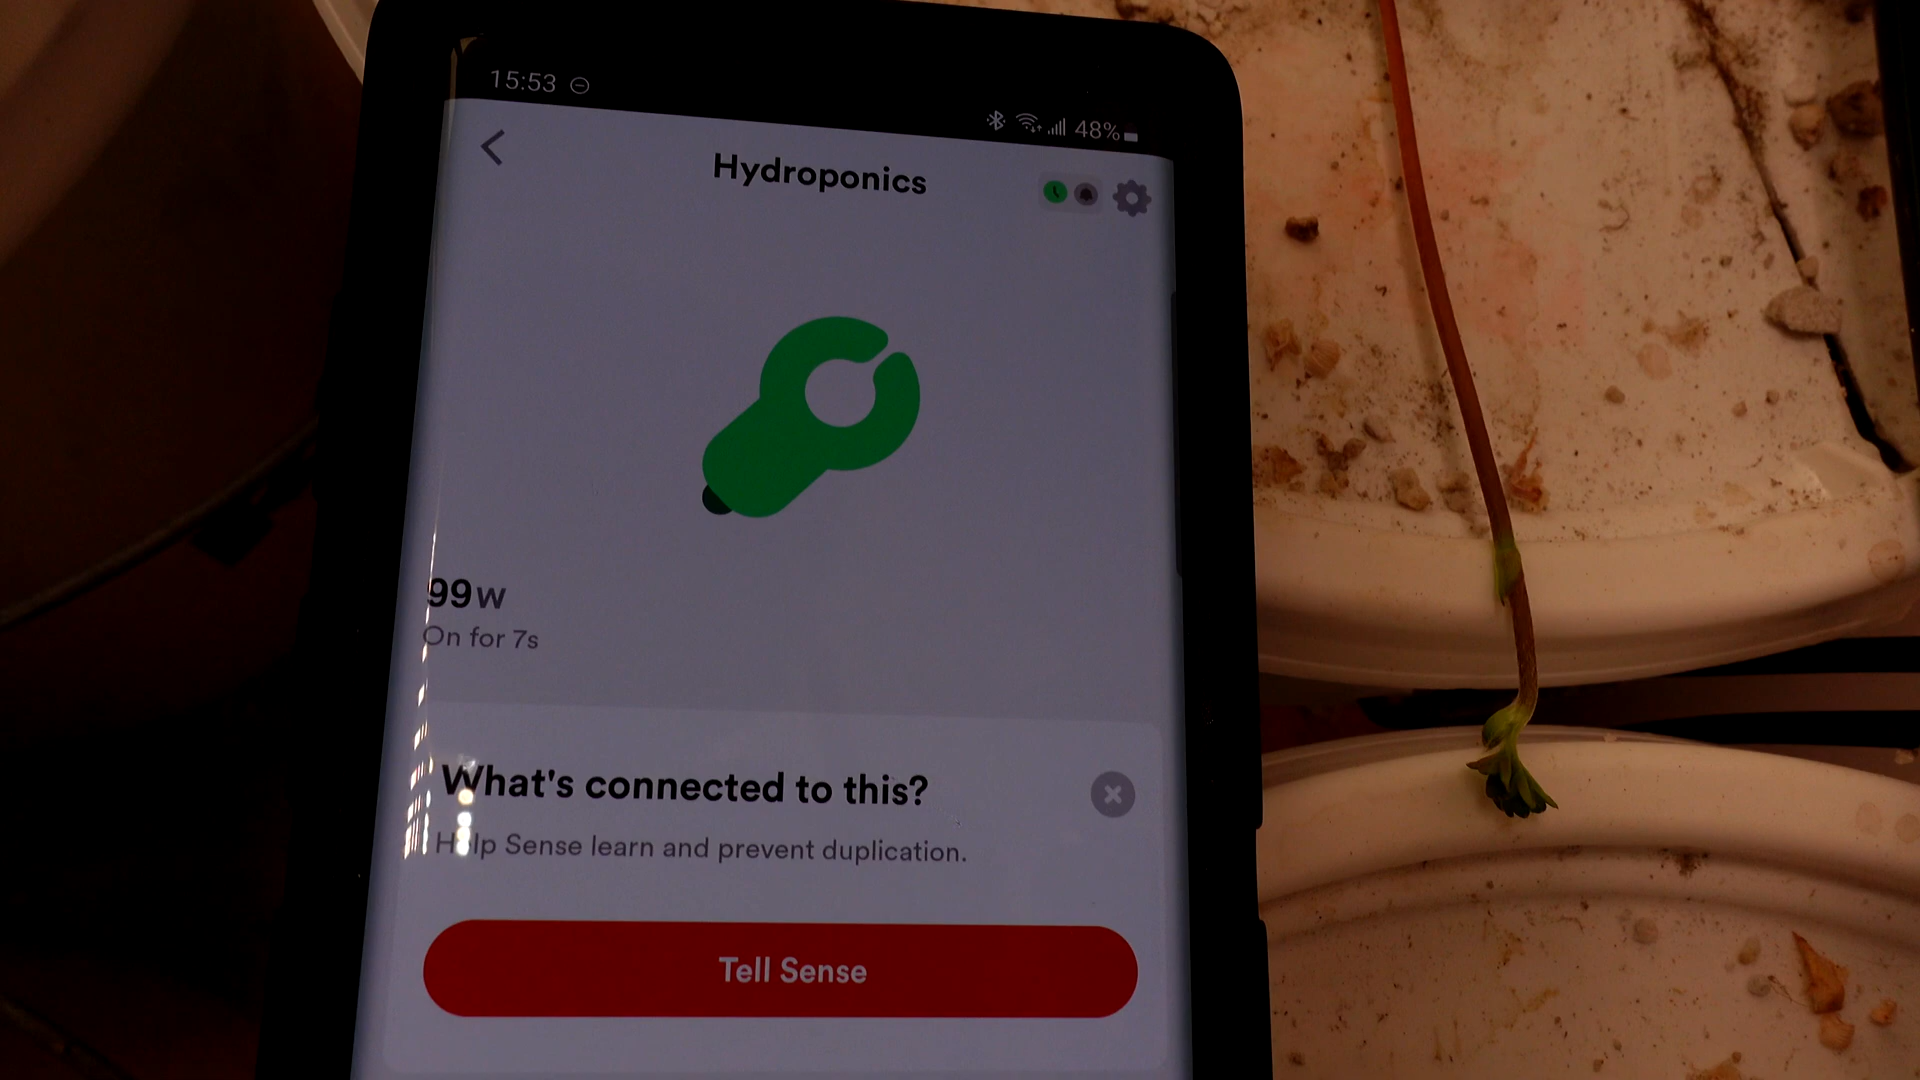 15:53
48%
Hydroponics
99w
On for 7s
What's connected to this?
Help Sense learn and prevent duplication.
Tell Sense